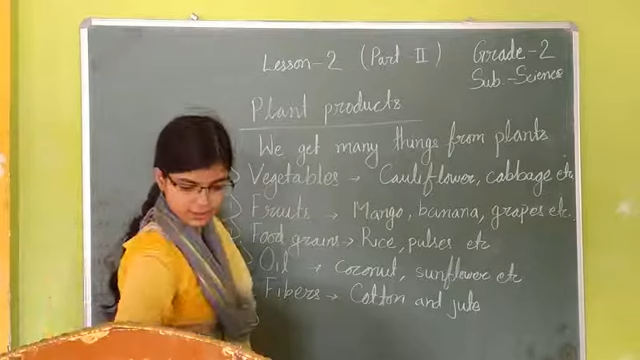 Lesson-2 (Part-II)
Grade-2
Sub.-Science
Plant products
We get many things from plants
Vegetables → Cauliflower, cabbage etc.
Fruits → Mango, banana, grapes etc.
Food grains → Rice, pulses etc
Oil → coconut, sunflower etc
Fibers → Cotton and jute